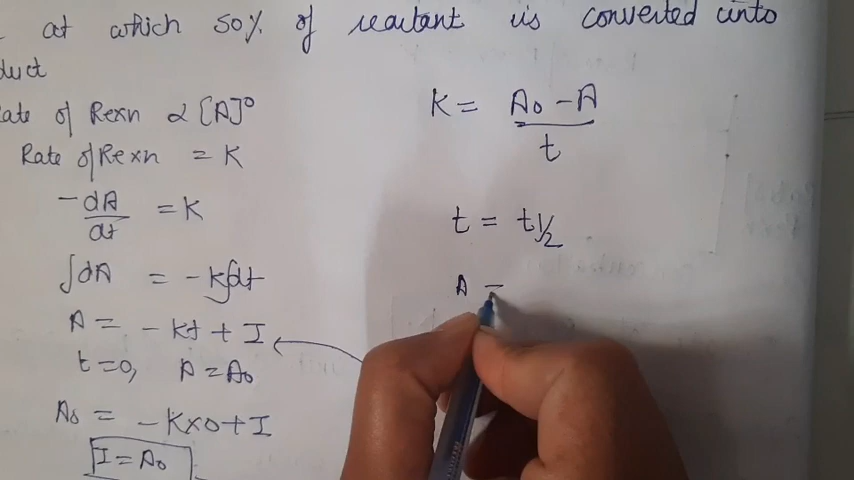 at which 50% of reactant is converted into
duct
ate of Rexn α [A]⁰
Rate of Rexn = K
-dA/dt = K
∫dA = -K∫dt
A = -Kt + I
t=0, A=A₀
A₀ = -K×0+I
I = A₀
K = A₀ - A / t
t = t1/2
A =